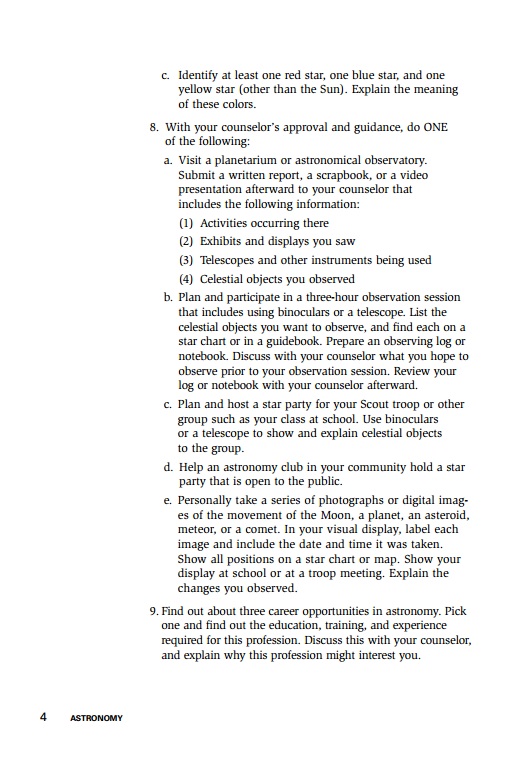 c. Identify at least one red star, one blue star, and one
yellow star (other than the Sun). Explain the meaning
of these colors.
8. With your counselor's approval and guidance, do ONE
of the following:
a. Visit a planetarium or astronomical observatory.
Submit a written report, a scrapbook, or a video
presentation afterward to your counselor that
includes the following information:
(1) Activities occurring there
(2) Exhibits and displays you saw
(3) Telescopes and other instruments being used
(4) Celestial objects you observed
b. Plan and participate in a three-hour observation session
that includes using binoculars or a telescope. List the
celestial objects you want to observe, and find each on a
star chart or in a guidebook. Prepare an observing log or
notebook. Discuss with your counselor what you hope to
observe prior to your observation session. Review your
log or notebook with your counselor afterward.
c. Plan and host a star party for your Scout troop or other
group such as your class at school. Use binoculars
or a telescope to show and explain celestial objects
to the group.
d. Help an astronomy club in your community hold a star
party that is open to the public.
e. Personally take a series of photographs or digital imag-
es of the movement of the Moon, a planet, an asteroid,
meteor, or a comet. In your visual display, label each
image and include the date and time it was taken.
Show all positions on a star chart or map. Show your
display at school or at a troop meeting. Explain the
changes you observed.
9. Find out about three career opportunities in astronomy. Pick
one and find out the education, training, and experience
required for this profession. Discuss this with your counselor,
and explain why this profession might interest you.
4 ASTRONOMY